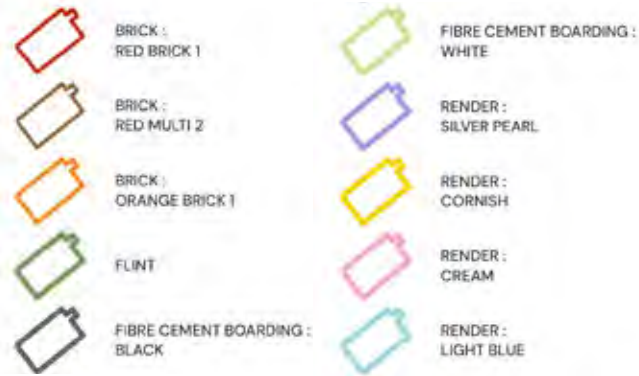 BRICK :
RED BRICK 1
BRICK :
RED MULTI 2
BRICK :
ORANGE BRICK 1
FLINT
FIBRE CEMENT BOARDING :
BLACK
FIBRE CEMENT BOARDING :
WHITE
RENDER :
SILVER PEARL
RENDER :
CORNISH
RENDER :
CREAM
RENDER :
LIGHT BLUE